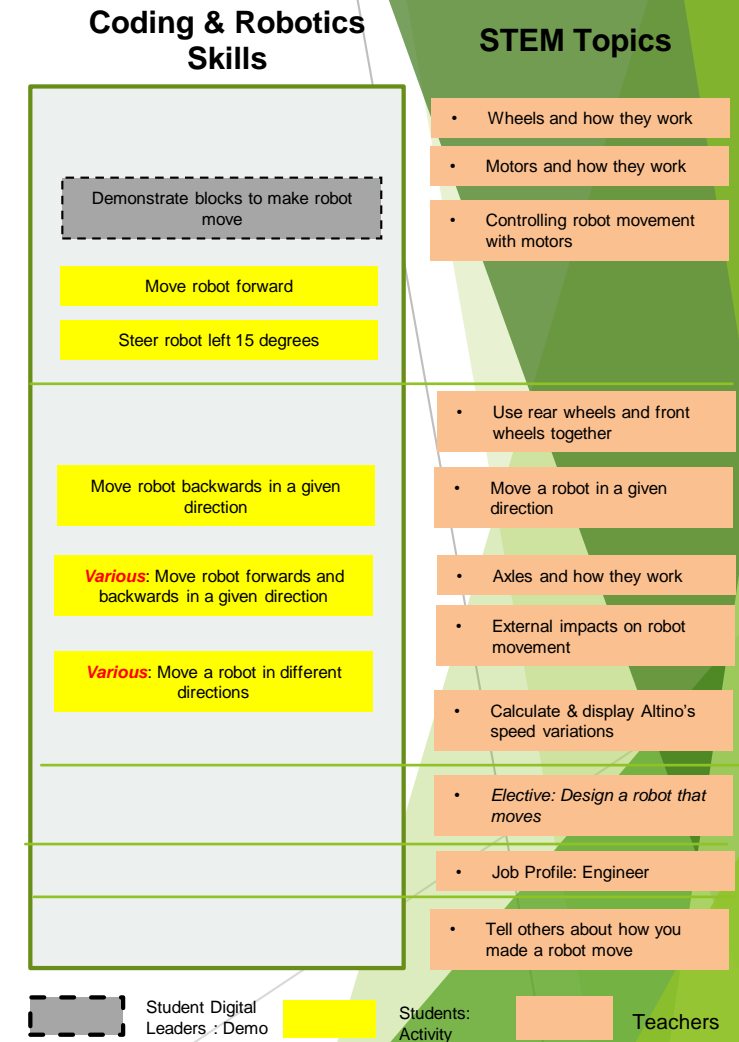 Coding & Robotics
Skills
STEM Topics
Demonstrate blocks to make robot
move
Move robot forward
Steer robot left 15 degrees
Move robot backwards in a given
direction
Various: Move robot forwards and
backwards in a given direction
Various: Move a robot in different
directions
• Wheels and how they work
• Motors and how they work
• Controlling robot movement
with motors
• Use rear wheels and front
wheels together
• Move a robot in a given
direction
• Axles and how they work
• External impacts on robot
movement
• Calculate & display Altino's
speed variations
• Elective: Design a robot that
moves
• Job Profile: Engineer
• Tell others about how you
made a robot move
Student Digital
Leaders : Demo
Students:
Activity
Teachers